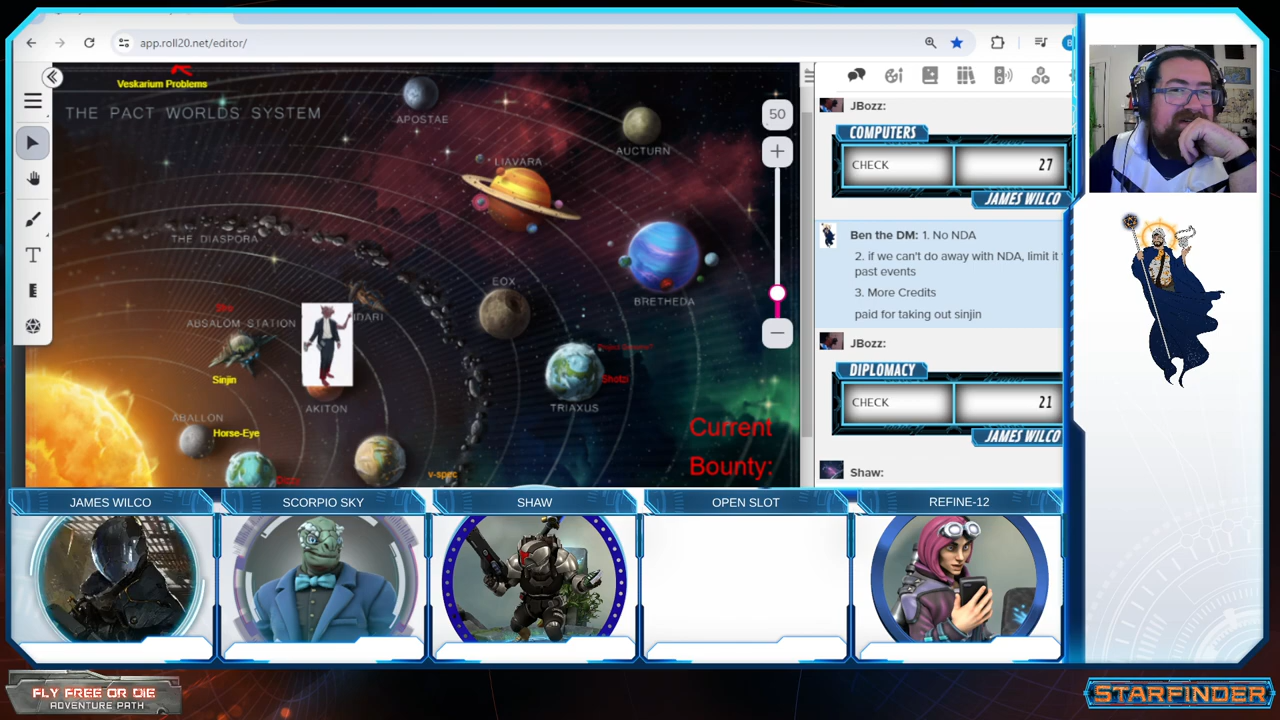 app.roll20.net/editor/
Veskarium Problems
THE PACT WORLDS SYSTEM
APOSTAE
AUCTURN
LIAVARA
THE DIASPORA
EOX
BRETHEDA
IDARI
ABSALOM STATION
Sinjin
Shotzi
TRIAXUS
AKITON
ABALLON
Horse-Eye
Dizzy
v-spec
Current
Bounty:
50
JBozz:
COMPUTERS
CHECK 27
JAMES WILCO
Ben the DM: 1. No NDA
2. if we can't do away with NDA, limit it
past events
3. More Credits
paid for taking out sinjin
JBozz:
DIPLOMACY
CHECK 21
JAMES WILCO
Shaw:
JAMES WILCO
SCORPIO SKY
SHAW
OPEN SLOT
REFINE-12
FLY FREE OR DIE
ADVENTURE PATH
STARFINDER